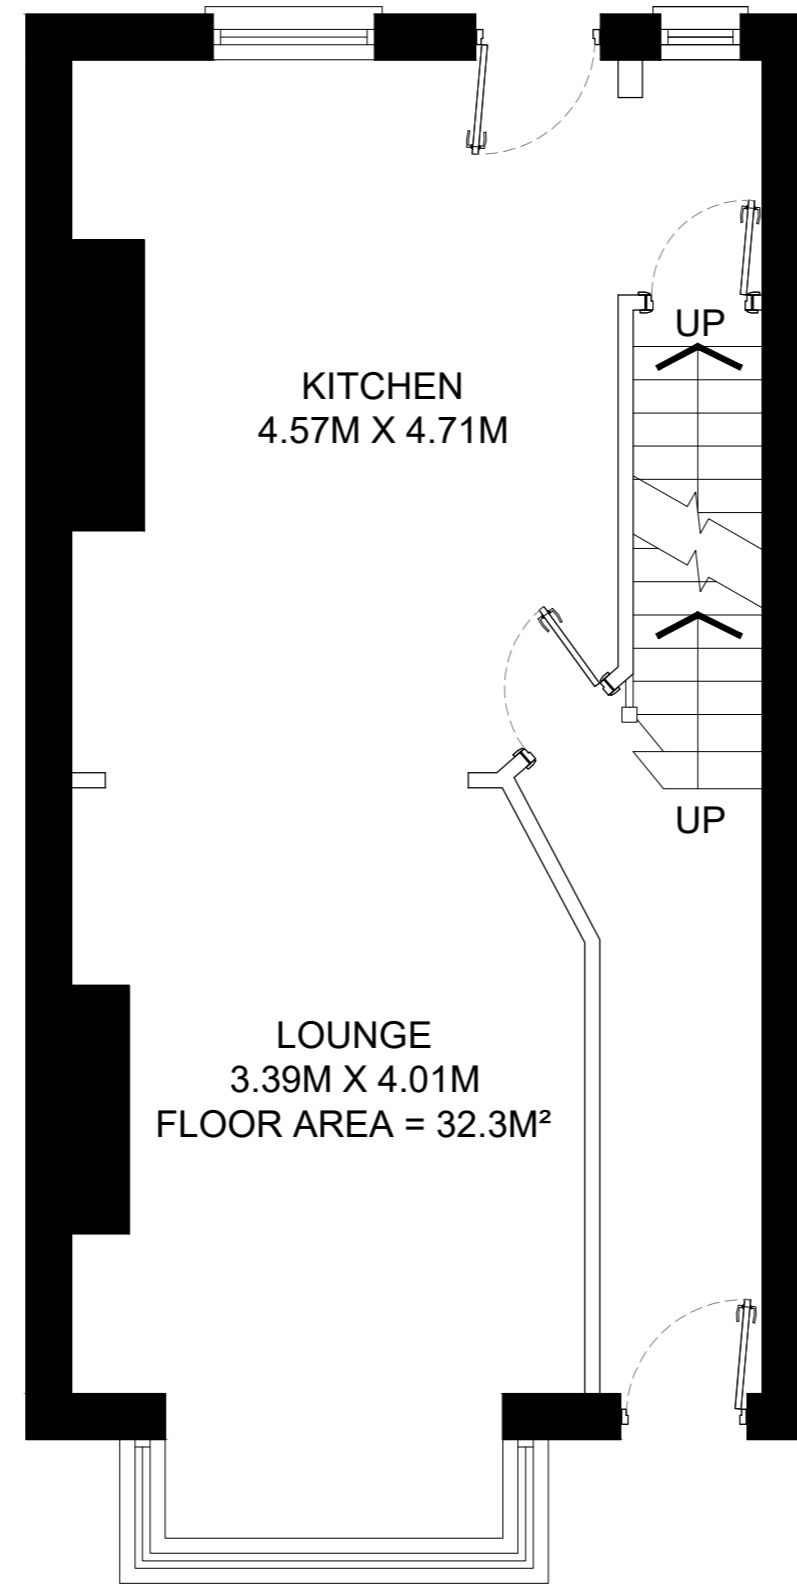 UP
KITCHEN
4.57M X 4.71M
UP
LOUNGE
3.39M X 4.01M
FLOOR AREA = 32.3M²